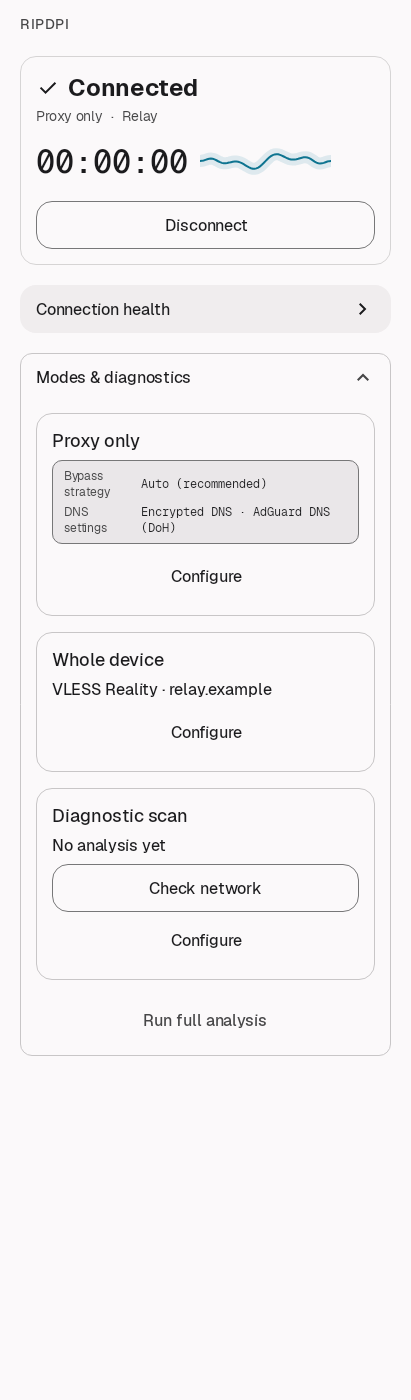 RIPDPI
Connected
Proxy only · Relay
00:00:00
Disconnect
Connection health
Modes & diagnostics
Proxy only
Bypass strategy
Auto (recommended)
DNS settings
Encrypted DNS · AdGuard DNS (DoH)
Configure
Whole device
VLESS Reality · relay.example
Configure
Diagnostic scan
No analysis yet
Check network
Configure
Run full analysis